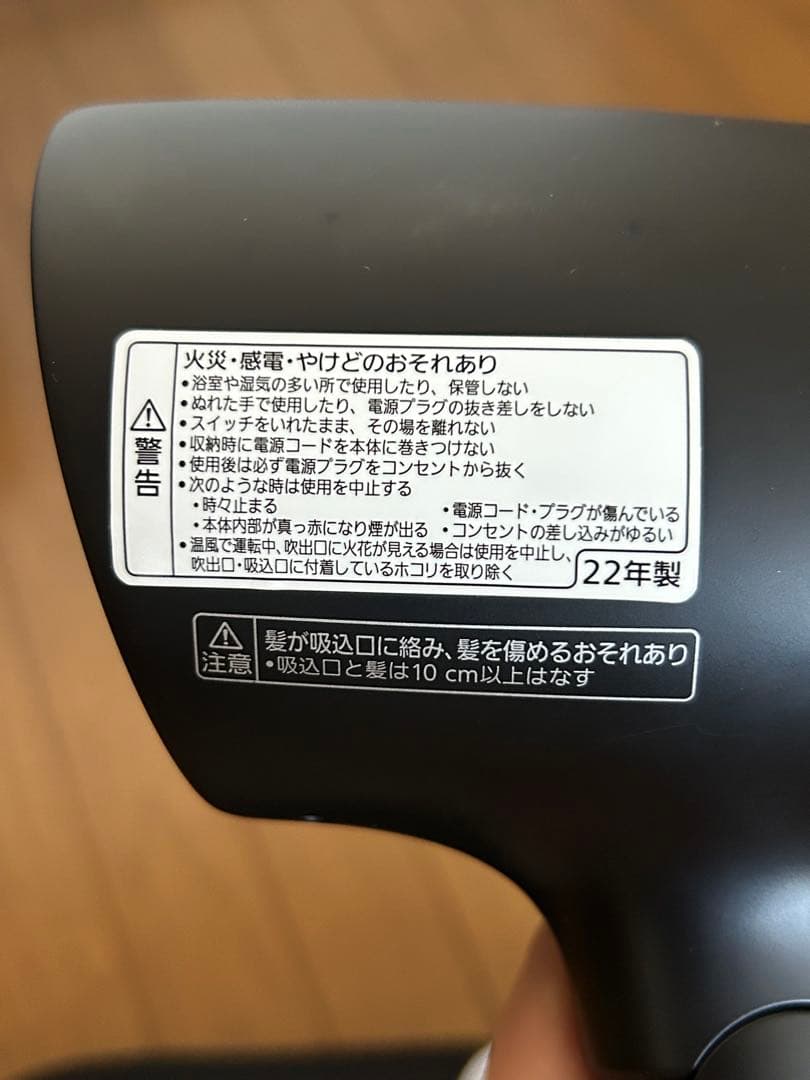 警告
火災・感電・やけどのおそれあり
•浴室や湿気の多い所で使用したり、保管しない
•ぬれた手で使用したり、電源プラグの抜き差しをしない
•スイッチをいれたまま、その場を離れない
•収納時に電源コードを本体に巻きつけない
•使用後は必ず電源プラグをコンセントから抜く
•次のような時は使用を中止する
・時々止まる ・電源コード・プラグが傷んでいる
・本体内部が真っ赤になり煙が出る ・コンセントの差し込みがゆるい
•温風で運転中、吹出口に火花が見える場合は使用を中止し、
吹出口・吸込口に付着しているホコリを取り除く
22年製
注意
髪が吸込口に絡み、髪を傷めるおそれあり
•吸込口と髪は10 cm以上はなす